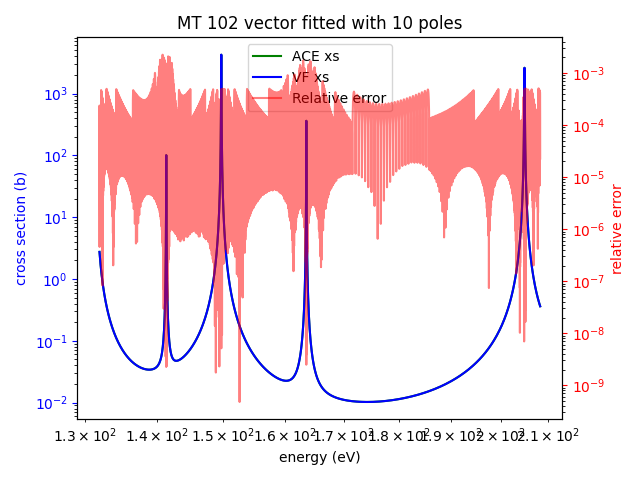 MT 102 vector fitted with 10 poles
ACE xs
VF xs
Relative error
10³
10²
10¹
10⁰
10⁻¹
10⁻²
cross section (b)
10⁻³
10⁻⁴
10⁻⁵
10⁻⁶
10⁻⁷
10⁻⁸
10⁻⁹
relative error
1.3 × 10² 1.4 × 10² 1.5 × 10² 1.6 × 10² 1.7 × 10² 1.8 × 10² 1.9 × 10² 2 × 10² 2.1 × 10²
energy (eV)